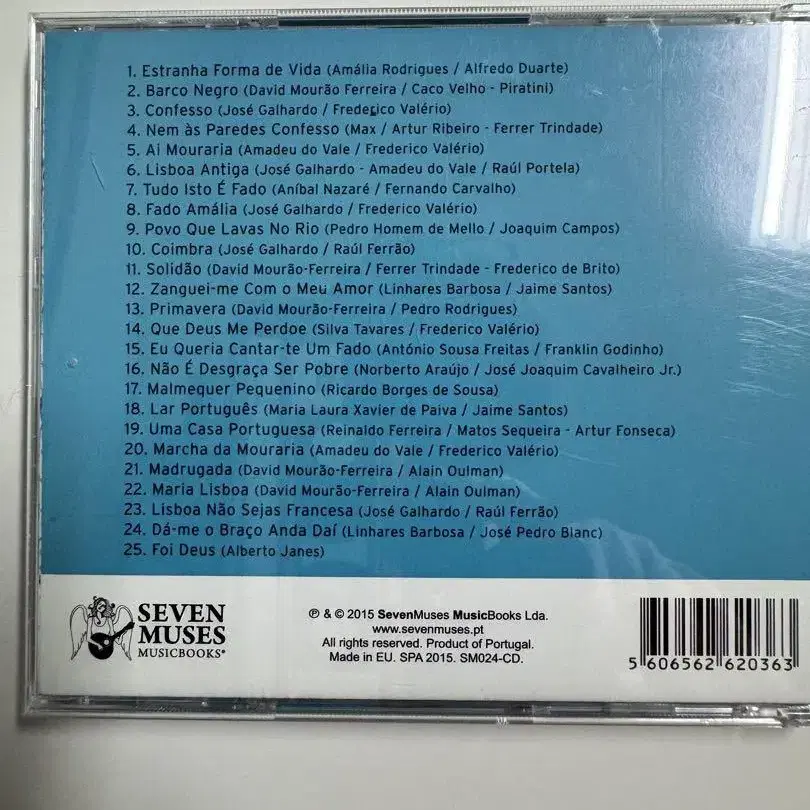 1. Estranha Forma de Vida (Amália Rodrigues / Alfredo Duarte)
2. Barco Negro (David Mourão Ferreira / Caco Velho - Piratini)
3. Confesso (José Galhardo / Frederico Valério)
4. Nem às Paredes Confesso (Max / Artur Ribeiro - Ferrer Trindade)
5. Ai Mouraria (Amadeu do Vale / Frederico Valério)
6. Lisboa Antiga (José Galhardo - Amadeu do Vale / Raúl Portela)
7. Tudo Isto É Fado (Aníbal Nazaré / Fernando Carvalho)
8. Fado Amália (José Galhardo / Frederico Valério)
9. Povo Que Lavas No Rio (Pedro Homem de Mello / Joaquim Campos)
10. Coimbra (José Galhardo / Raúl Ferrão)
11. Solidão (David Mourão-Ferreira / Ferrer Trindade - Frederico de Brito)
12. Zanguei-me Com o Meu Amor (Linhares Barbosa / Jaime Santos)
13. Primavera (David Mourão-Ferreira / Pedro Rodrigues)
14. Que Deus Me Perdoe (Silva Tavares / Frederico Valério)
15. Eu Queria Cantar-te Um Fado (António Sousa Freitas / Franklin Godinho)
16. Não É Desgraça Ser Pobre (Norberto Araújo / José Joaquim Cavalheiro Jr.)
17. Malmequer Pequenino (Ricardo Borges de Sousa)
18. Lar Português (Maria Laura Xavier de Paiva / Jaime Santos)
19. Uma Casa Portuguesa (Reinaldo Ferreira / Matos Sequeira - Artur Fonseca)
20. Marcha da Mouraria (Amadeu do Vale / Frederico Valério)
21. Madrugada (David Mourão-Ferreira / Alain Oulman)
22. Maria Lisboa (David Mourão-Ferreira / Alain Oulman)
23. Lisboa Não Sejas Francesa (José Galhardo / Raúl Ferrão)
24. Dá-me o Braço Anda Daí (Linhares Barbosa / José Pedro Blanc)
25. Foi Deus (Alberto Janes)
SEVEN
MUSES
MUSICBOOKS®
℗ & © 2015 SevenMuses MusicBooks Lda.
www.sevenmuses.pt
All rights reserved. Product of Portugal.
Made in EU. SPA 2015. SM024-CD.
5 606562 620363